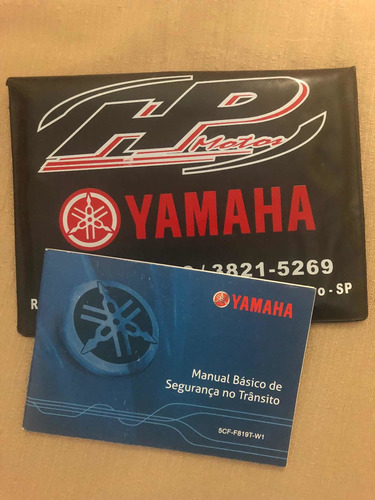 HP
Motos
YAMAHA
/ 3821-5269
- SP
YAMAHA
Manual Básico de
Segurança no Trânsito
5CF-F819T-W1